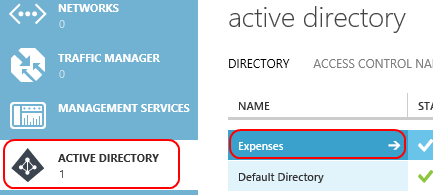 NETWORKS
0
TRAFFIC MANAGER
0
MANAGEMENT SERVICES
ACTIVE DIRECTORY
1
active directory
DIRECTORY ACCESS CONTROL NA
NAME STA
Expenses
Default Directory